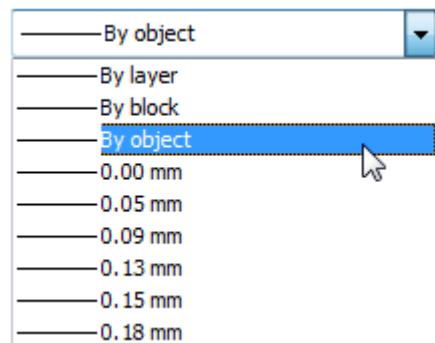 By object
By layer
By block
By object
0.00 mm
0.05 mm
0.09 mm
0.13 mm
0.15 mm
0.18 mm